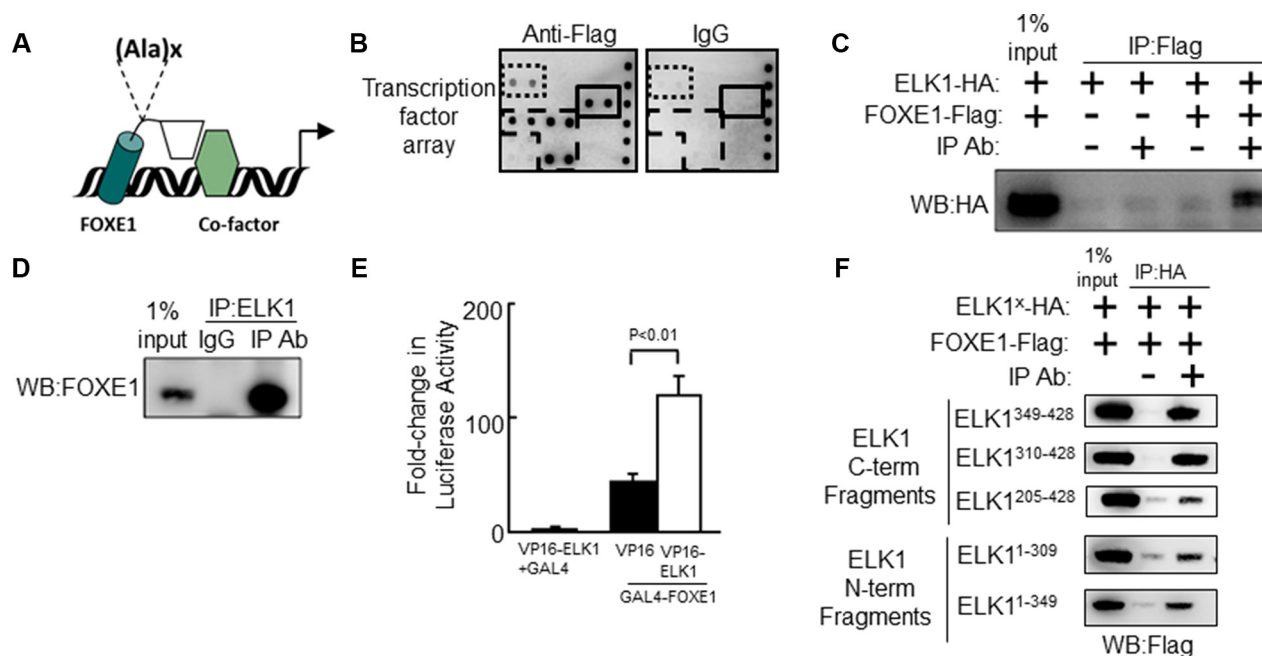 A
(Ala)x
FOXE1
Co-factor
B
Anti-Flag
IgG
Transcription
factor
array
C
1%
input
IP:Flag
ELK1-HA: + + + + +
FOXE1-Flag: + - - + +
IP Ab: - + - +
WB:HA
D
1%
input
IP:ELK1
IgG
IP Ab
WB:FOXE1
E
Fold-change in
Luciferase Activity
200
100
0
P<0.01
VP16-ELK1
+GAL4
VP16
VP16-
ELK1
GAL4-FOXE1
F
1%
input
IP:HA
ELK1ˣ-HA: + + +
FOXE1-Flag: + + +
IP Ab: - +
ELK1
C-term
Fragments
ELK1³⁴⁹⁻⁴²⁸
ELK1³¹⁰⁻⁴²⁸
ELK1²⁰⁵⁻⁴²⁸
ELK1
N-term
Fragments
ELK1¹⁻³⁰⁹
ELK1¹⁻³⁴⁹
WB:Flag